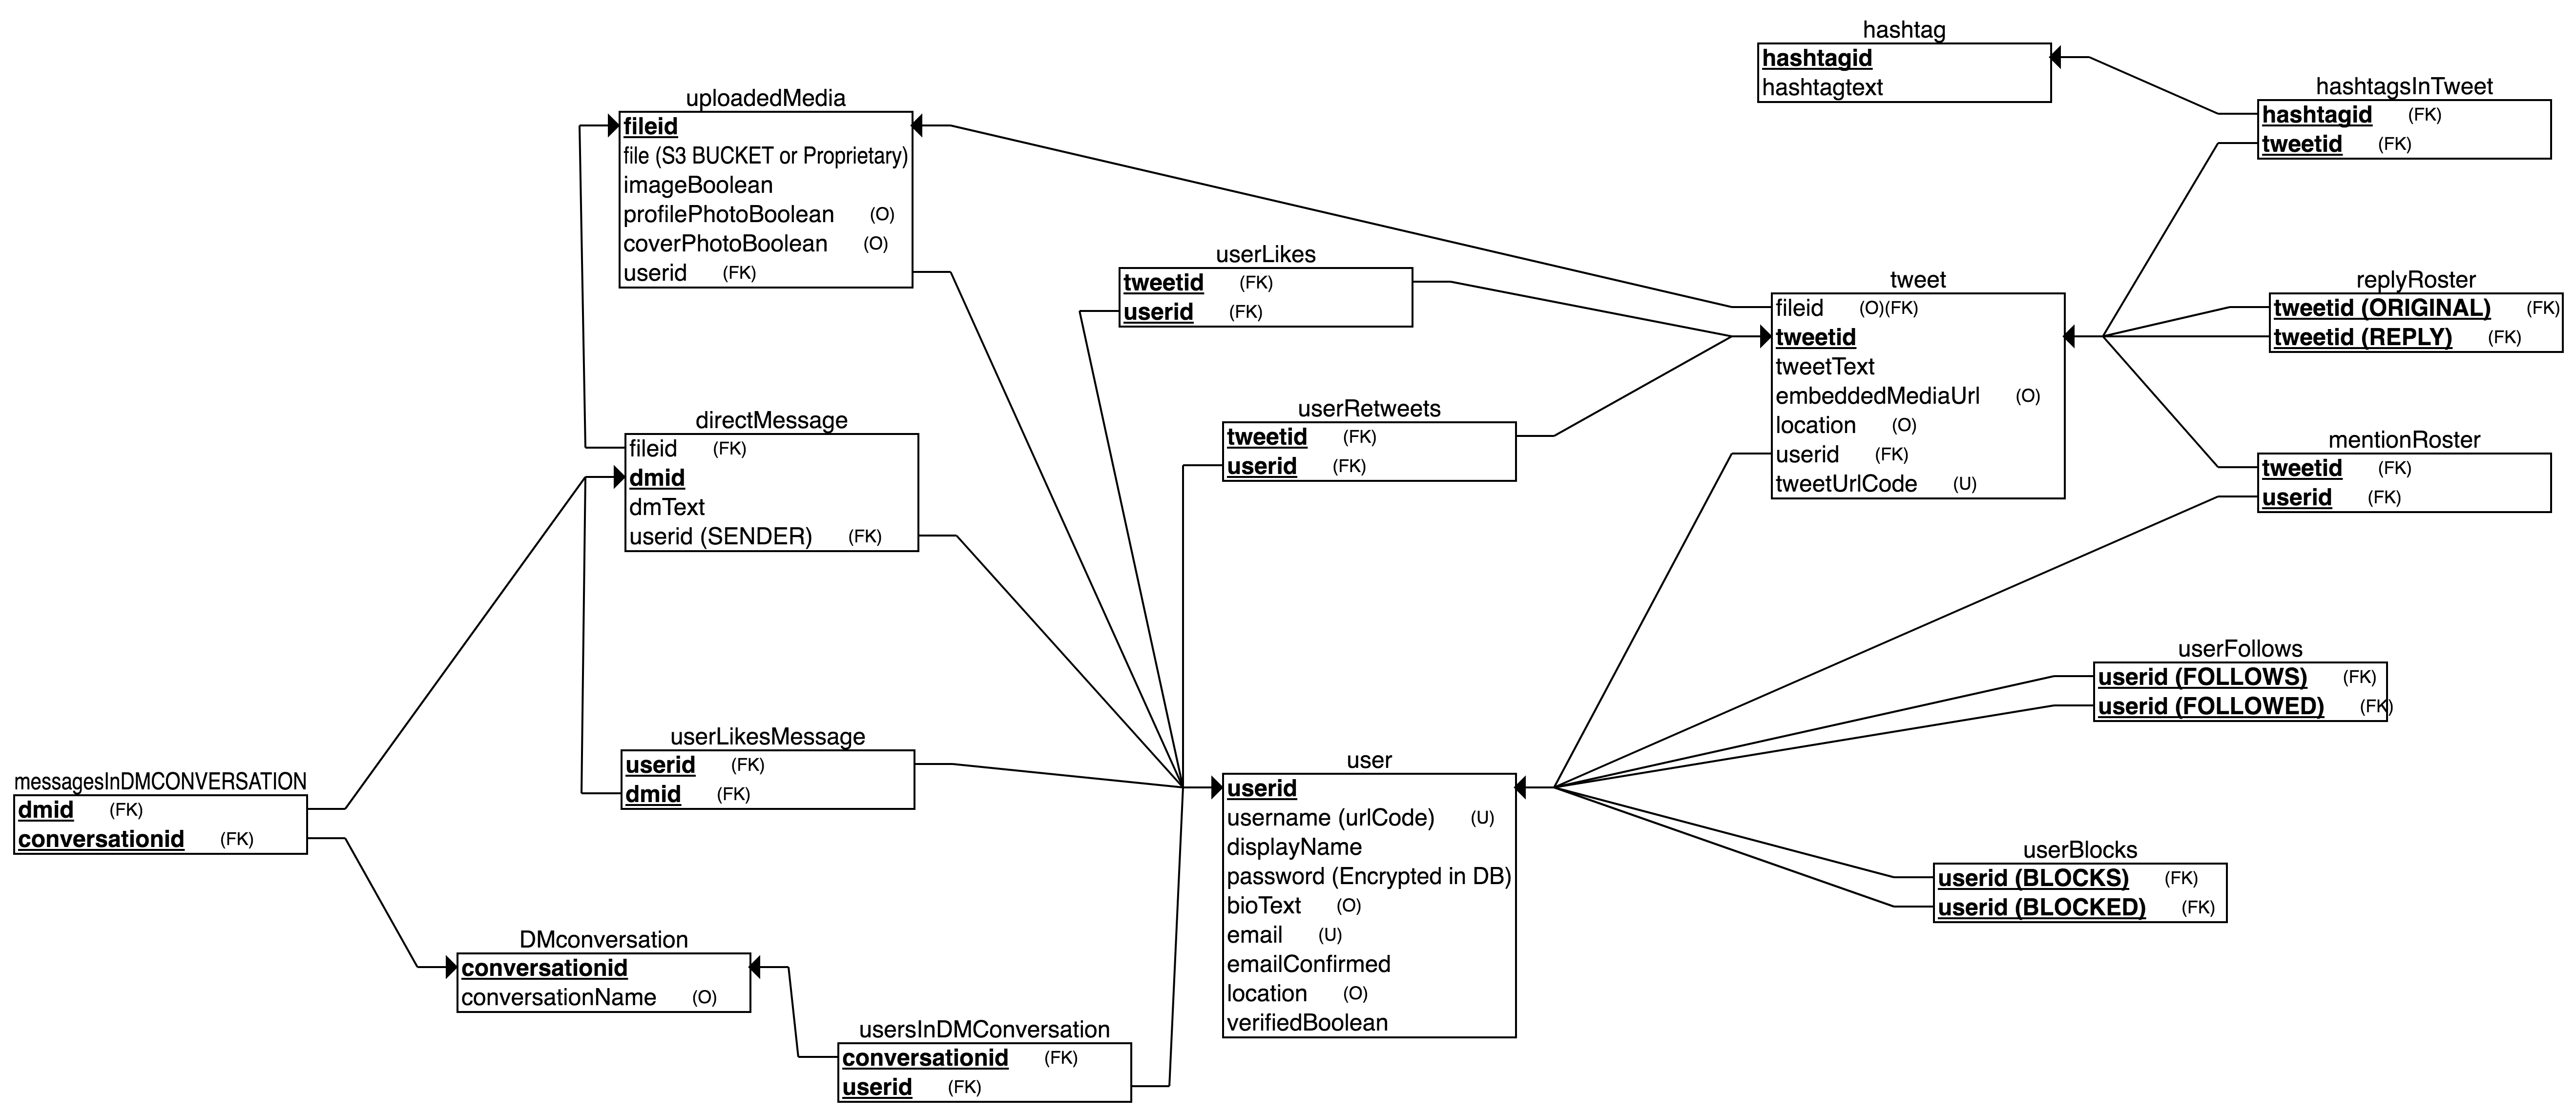 hashtag
hashtagid
hashtagtext
hashtagsInTweet
hashtagid (FK)
tweetid (FK)
uploadedMedia
fileid
file (S3 BUCKET or Proprietary)
imageBoolean
profilePhotoBoolean (O)
coverPhotoBoolean (O)
userid (FK)
userLikes
tweetid (FK)
userid (FK)
tweet
fileid (O)(FK)
tweetid
tweetText
embeddedMediaUrl (O)
location (O)
userid (FK)
tweetUrlCode (U)
replyRoster
tweetid (ORIGINAL) (FK)
tweetid (REPLY) (FK)
directMessage
fileid (FK)
dmid
dmText
userid (SENDER) (FK)
userRetweets
tweetid (FK)
userid (FK)
mentionRoster
tweetid (FK)
userid (FK)
userFollows
userid (FOLLOWS) (FK)
userid (FOLLOWED) (FK)
userLikesMessage
userid (FK)
dmid (FK)
messagesInDMCONVERSATION
dmid (FK)
conversationid (FK)
user
userid
username (urlCode) (U)
displayName
password (Encrypted in DB)
bioText (O)
email (U)
emailConfirmed
location (O)
verifiedBoolean
userBlocks
userid (BLOCKS) (FK)
userid (BLOCKED) (FK)
DMconversation
conversationid
conversationName (O)
usersInDMConversation
conversationid (FK)
userid (FK)